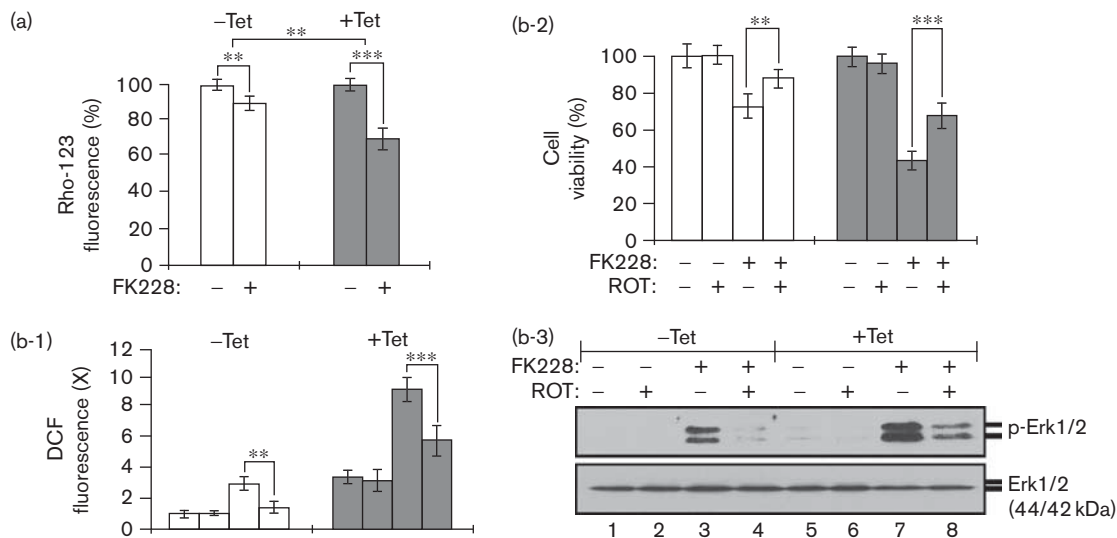 (a)
–Tet +Tet
**
** ***
100
80
60
40
20
0
Rho-123
fluorescence (%)
FK228: – + – +
(b-2)
** ***
120
100
80
60
40
20
0
Cell
viability (%)
FK228: – – + + – – + +
ROT: – + – + – + – +
(b-1)
–Tet +Tet
** ***
12
10
8
6
4
2
0
DCF
fluorescence (X)
(b-3)
–Tet +Tet
FK228: – – + + – – + +
ROT: – + – + – + – +
p-Erk1/2
Erk1/2
(44/42 kDa)
1 2 3 4 5 6 7 8